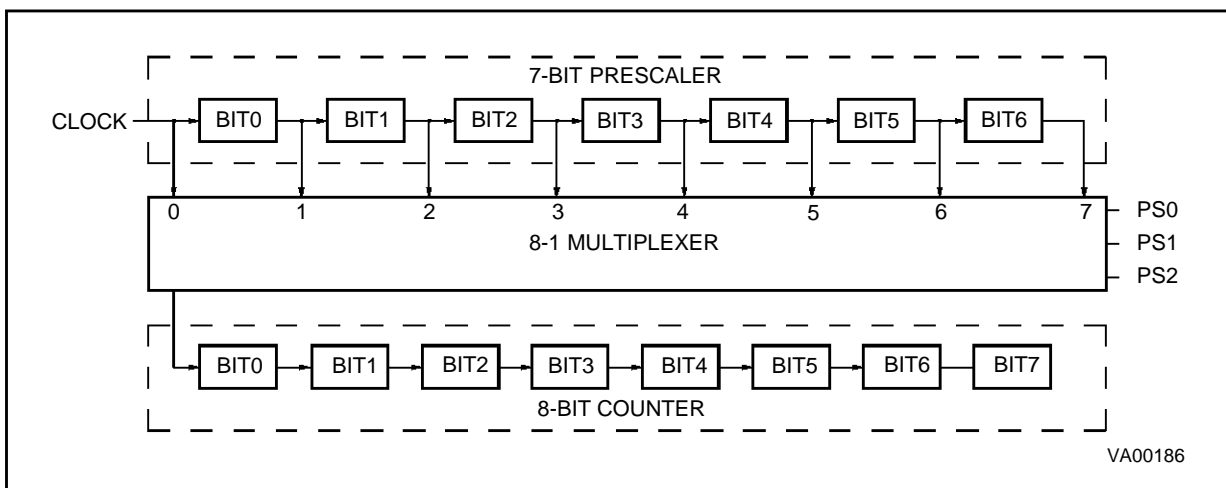 7-BIT PRESCALER
CLOCK BIT0 BIT1 BIT2 BIT3 BIT4 BIT5 BIT6
0 1 2 3 4 5 6 7 PS0
8-1 MULTIPLEXER PS1
PS2
BIT0 BIT1 BIT2 BIT3 BIT4 BIT5 BIT6 BIT7
8-BIT COUNTER
VA00186